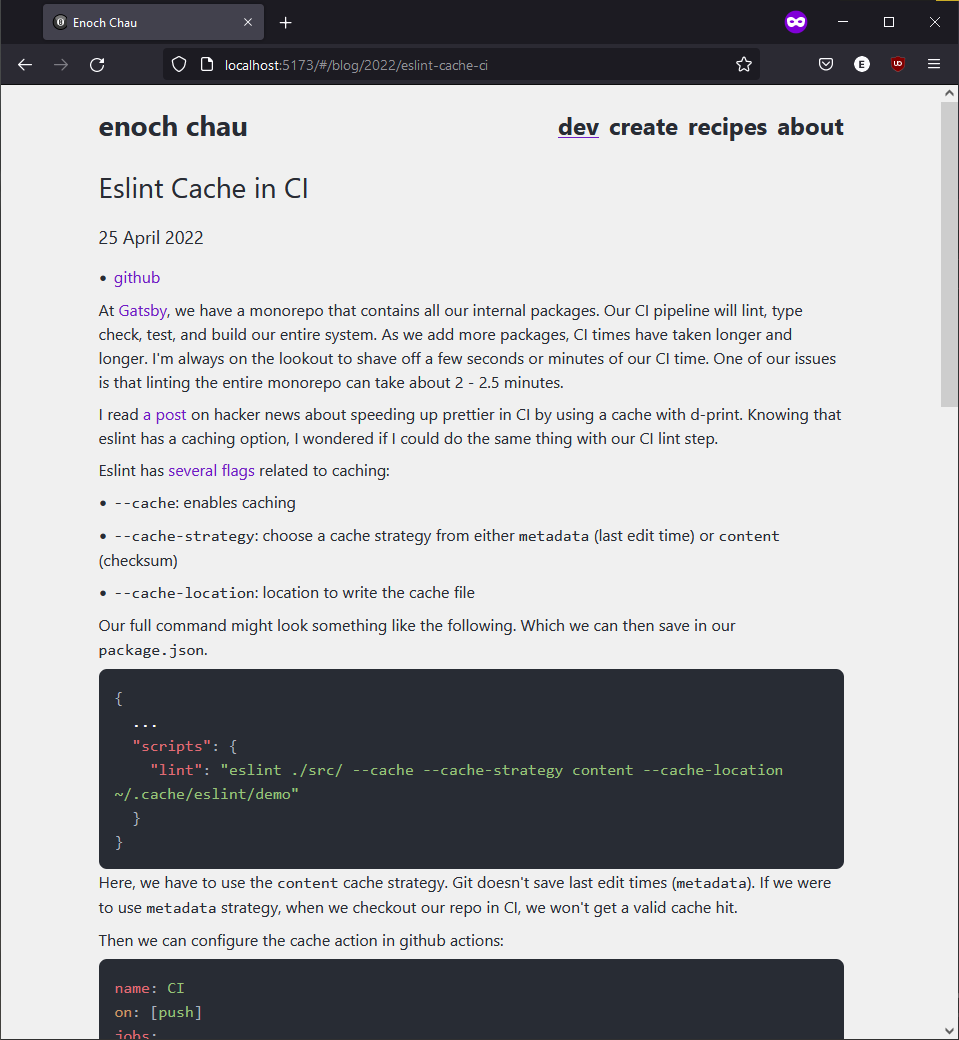 Enoch Chau
localhost:5173/#/blog/2022/eslint-cache-ci
E
enoch chau
dev create recipes about
Eslint Cache in CI
25 April 2022
• github
At Gatsby, we have a monorepo that contains all our internal packages. Our CI pipeline will lint, type
check, test, and build our entire system. As we add more packages, CI times have taken longer and
longer. I'm always on the lookout to shave off a few seconds or minutes of our CI time. One of our issues
is that linting the entire monorepo can take about 2 - 2.5 minutes.
I read a post on hacker news about speeding up prettier in CI by using a cache with d-print. Knowing that
eslint has a caching option, I wondered if I could do the same thing with our CI lint step.
Eslint has several flags related to caching:
• --cache: enables caching
• --cache-strategy: choose a cache strategy from either metadata (last edit time) or content
(checksum)
• --cache-location: location to write the cache file
Our full command might look something like the following. Which we can then save in our
package.json.
{
...
"scripts": {
"lint": "eslint ./src/ --cache --cache-strategy content --cache-location
~/.cache/eslint/demo"
}
}
Here, we have to use the content cache strategy. Git doesn't save last edit times (metadata). If we were
to use metadata strategy, when we checkout our repo in CI, we won't get a valid cache hit.
Then we can configure the cache action in github actions:
name: CI
on: [push]
jobs: